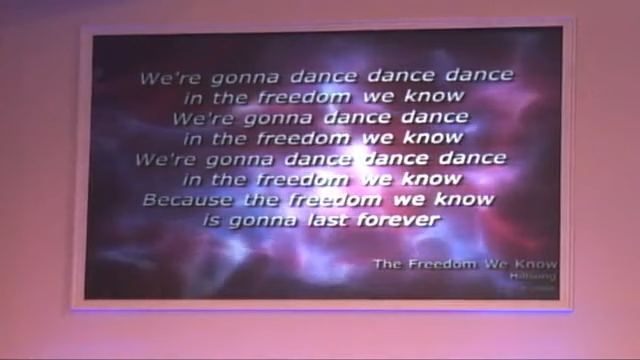 We're gonna dance dance dance
in the freedom we know
We're gonna dance dance
in the freedom we know
We're gonna dance dance dance
in the freedom we know
Because the freedom we know
is gonna last forever
The Freedom We Know
Hillsong